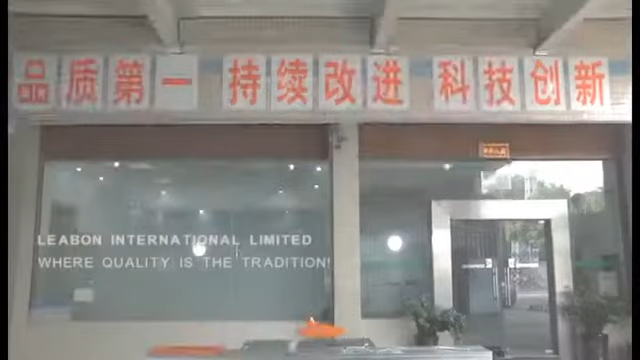 品质第一 持续改进 科技创新
LEABON INTERNATIONAL LIMITED
WHERE QUALITY IS THE TRADITION!